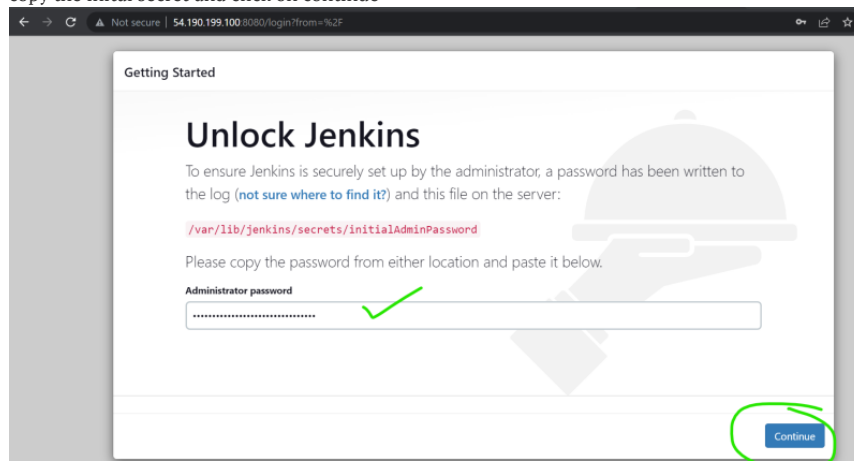 copy the initial secret and click on continue
Not secure | 54.190.199.100:8080/login?from=%2F
Getting Started
Unlock Jenkins
To ensure Jenkins is securely set up by the administrator, a password has been written to
the log (not sure where to find it?) and this file on the server:
/var/lib/jenkins/secrets/initialAdminPassword
Please copy the password from either location and paste it below.
Administrator password
Continue